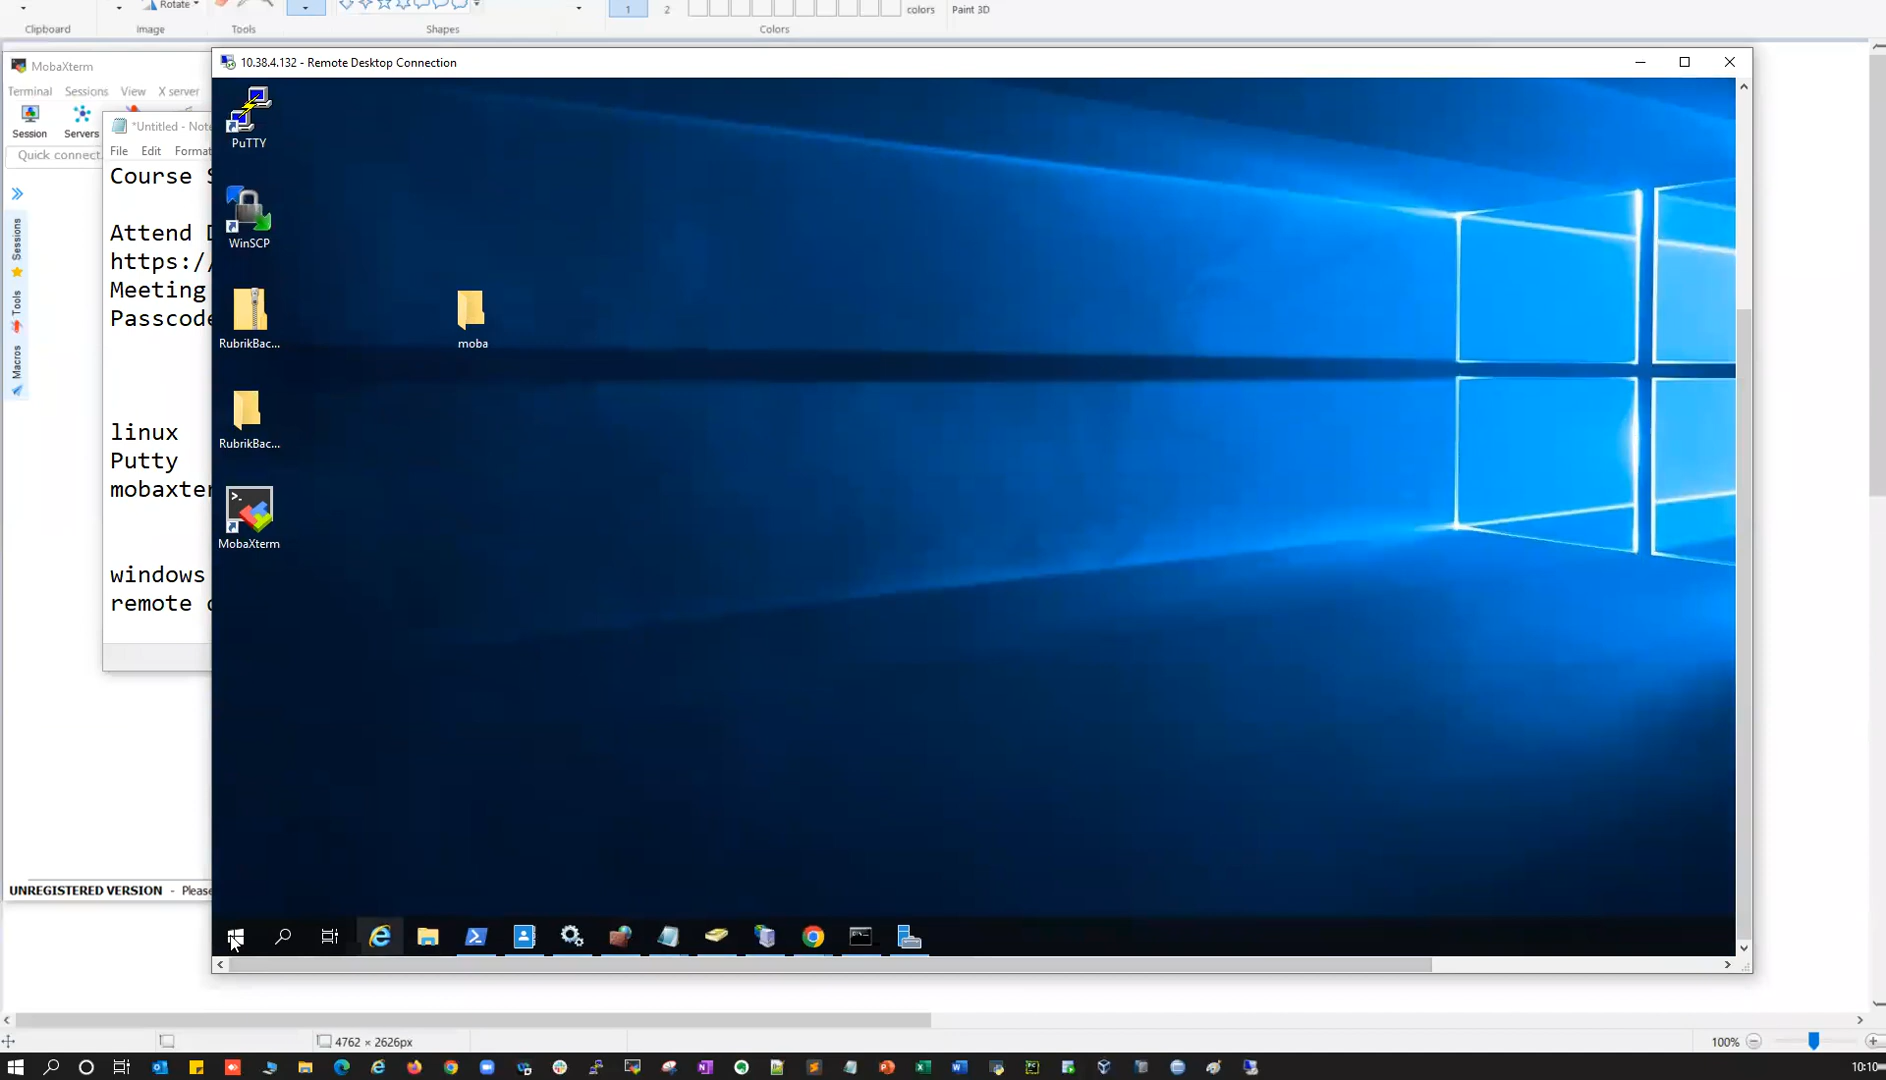 Rotate
1
2
colors
Paint 3D
Clipboard
Image
Tools
Shapes
Colors
MobaXterm
Terminal
Sessions
View
X server
Session
Servers
Quick connect.
Sessions
Tools
Macros
*Untitled - Note
File
Edit
Format
Course S
Attend D
https://
Meeting
Passcode
linux
Putty
mobaxter
windows
remote
UNREGISTERED VERSION - Please
10.38.4.132 - Remote Desktop Connection
PuTTY
WinSCP
RubrikBac...
RubrikBac...
MobaXterm
moba
4762 × 2626px
100%
10:10